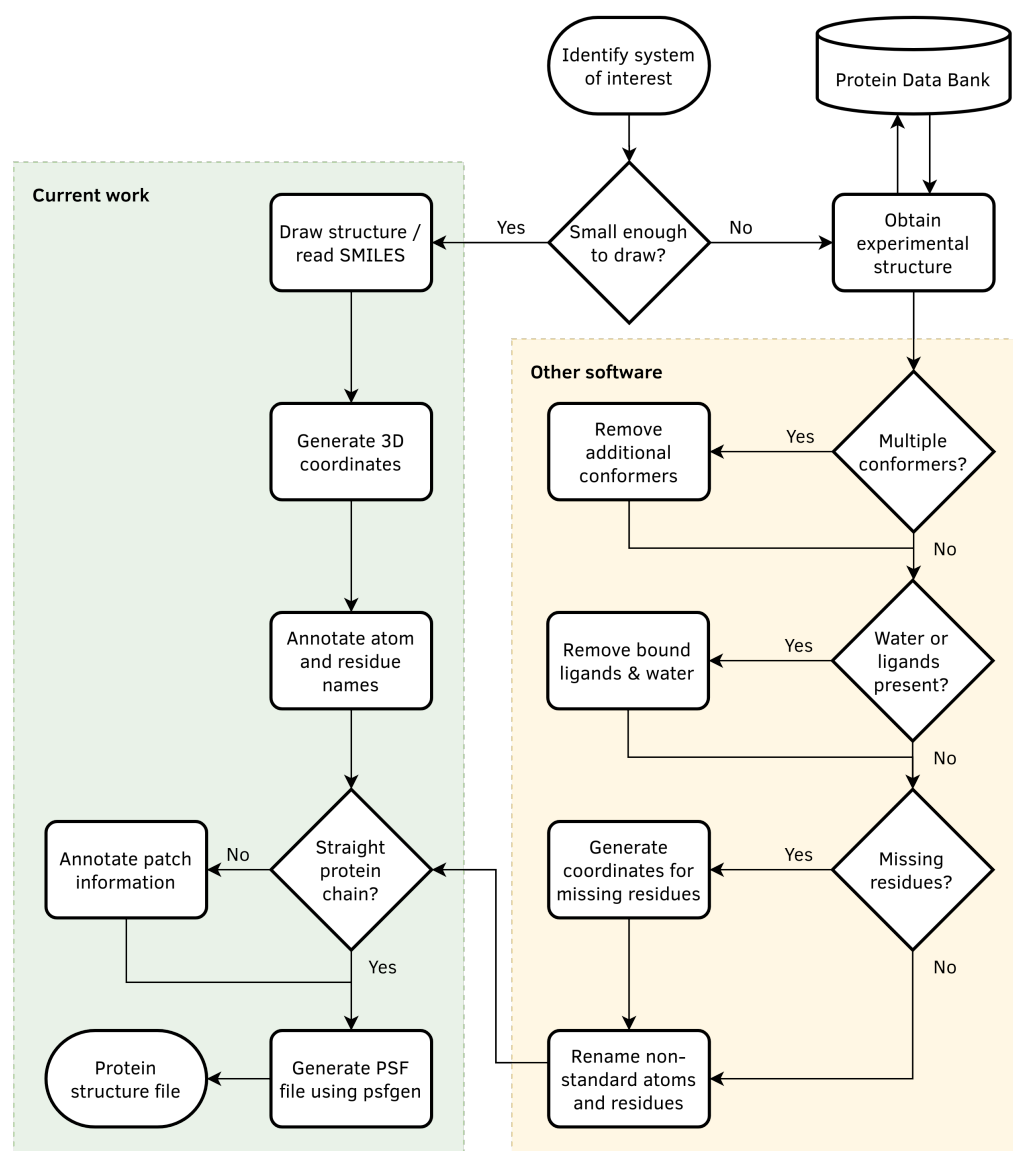 Identify system
of interest
Protein Data Bank
Current work
Draw structure /
read SMILES
Yes
Small enough
to draw?
No
Obtain
experimental
structure
Other software
Generate 3D
coordinates
Remove
additional
conformers
Yes
Multiple
conformers?
No
Annotate atom
and residue
names
Remove bound
ligands & water
Yes
Water or
ligands
present?
No
Annotate patch
information
No
Straight
protein
chain?
Yes
Generate
coordinates for
missing residues
Yes
Missing
residues?
No
Protein
structure file
Generate PSF
file using psfgen
Rename non-
standard atoms
and residues